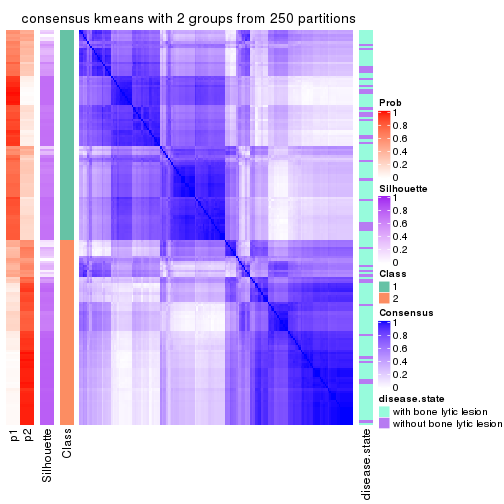 consensus kmeans with 2 groups from 250 partitions
Prob
1
0.8
0.6
0.4
0.2
0
Silhouette
1
0.8
0.6
0.4
0.2
0
Class
1
2
Consensus
1
0.8
0.6
0.4
0.2
0
disease.state
with bone lytic lesion
without bone lytic lesion
p1
p2
Silhouette
Class
disease.state